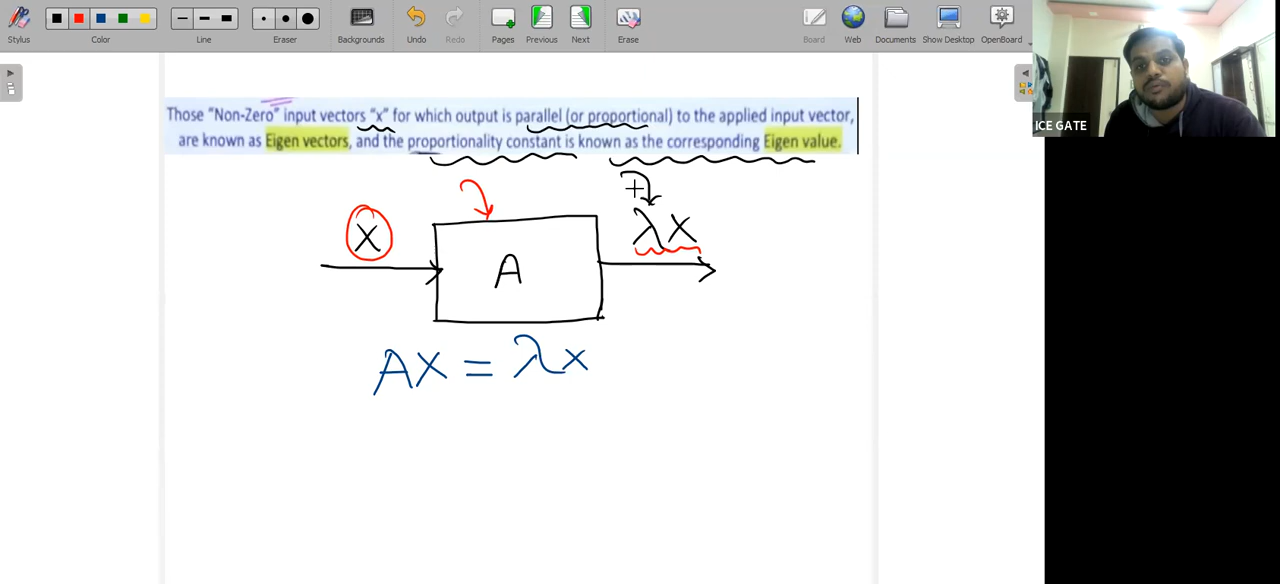 Stylus Color Line Eraser Backgrounds Undo Redo Pages Previous Next Erase Board Web Documents Show Desktop OpenBoard
Those "Non-Zero" input vectors "x" for which output is parallel (or proportional) to the applied input vector,
are known as Eigen vectors, and the proportionality constant is known as the corresponding Eigen value.
ICE GATE
X
A
λx
AX = λx